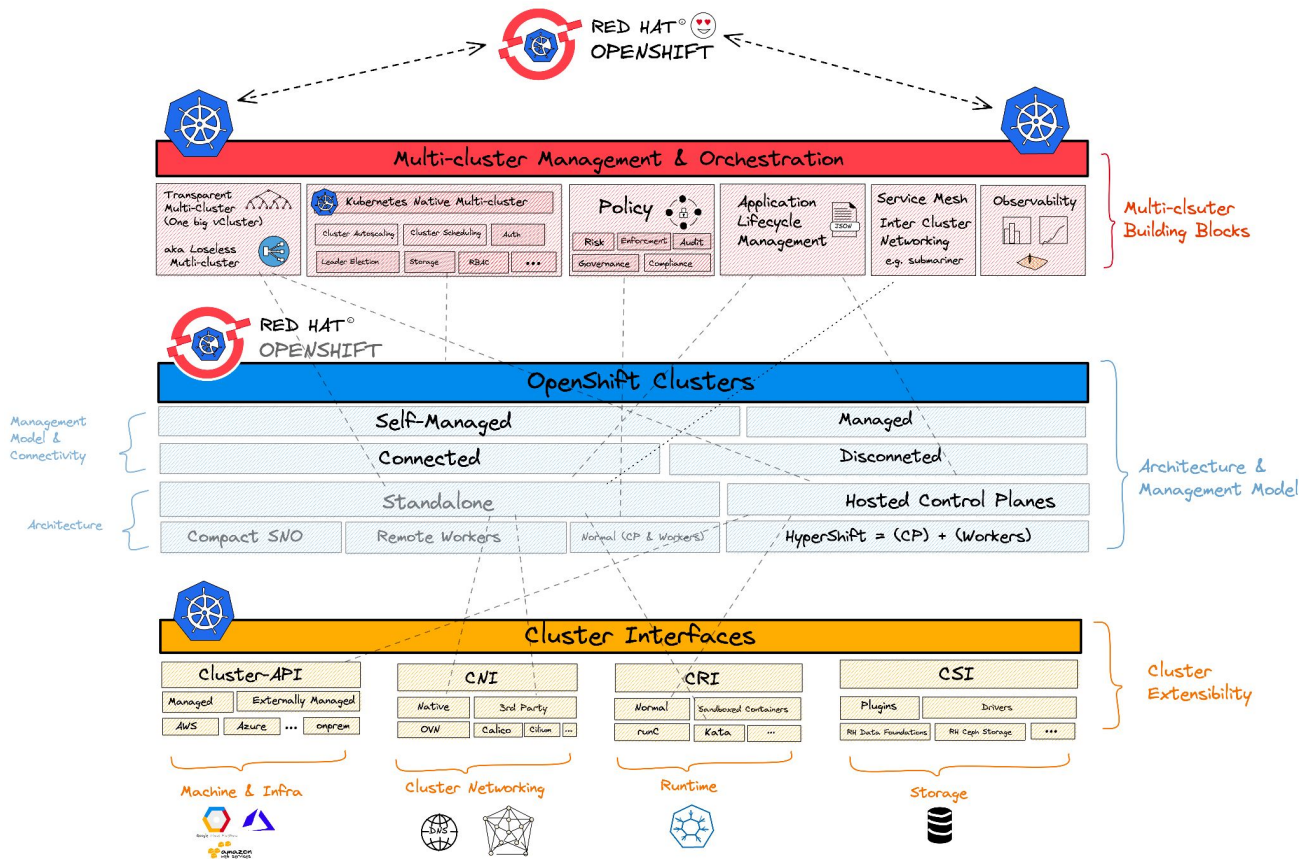 RED HAT®
OPENSHIFT
Multi-cluster Management & Orchestration
Transparent
Multi-Cluster
(One big vCluster)
aka Loseless
Mutli-cluster
Kubernetes Native Multi-cluster
Cluster Autoscaling
Cluster Scheduling
Auth
Leader Election
Storage
RBAC
...
Policy
Risk
Enforcment
Audit
Governance
Compliance
Application
Lifecycle
Management
JSON
Service Mesh
Inter Cluster
Networking
e.g. submariner
Observability
Multi-clsuter
Building Blocks
RED HAT®
OPENSHIFT
OpenShift Clusters
Management
Model &
Connectivity
Self-Managed
Managed
Connected
Disconneted
Architecture
Standalone
Hosted Control Planes
Compact SNO
Remote Workers
Normal (CP & Workers)
HyperShift = (CP) + (Workers)
Architecture &
Management Model
Cluster Interfaces
Cluster-API
Managed
Externally Managed
AWS
Azure
...
onprem
Machine & Infra
amazon
web services
CNI
Native
3rd Party
OVN
Calico
Cilium
...
Cluster Networking
DNS
CRI
Normal
Sandboxed Containers
runC
Kata
...
Runtime
CSI
Plugins
Drivers
RH Data Foundations
RH Ceph Storage
...
Storage
Cluster
Extensibility